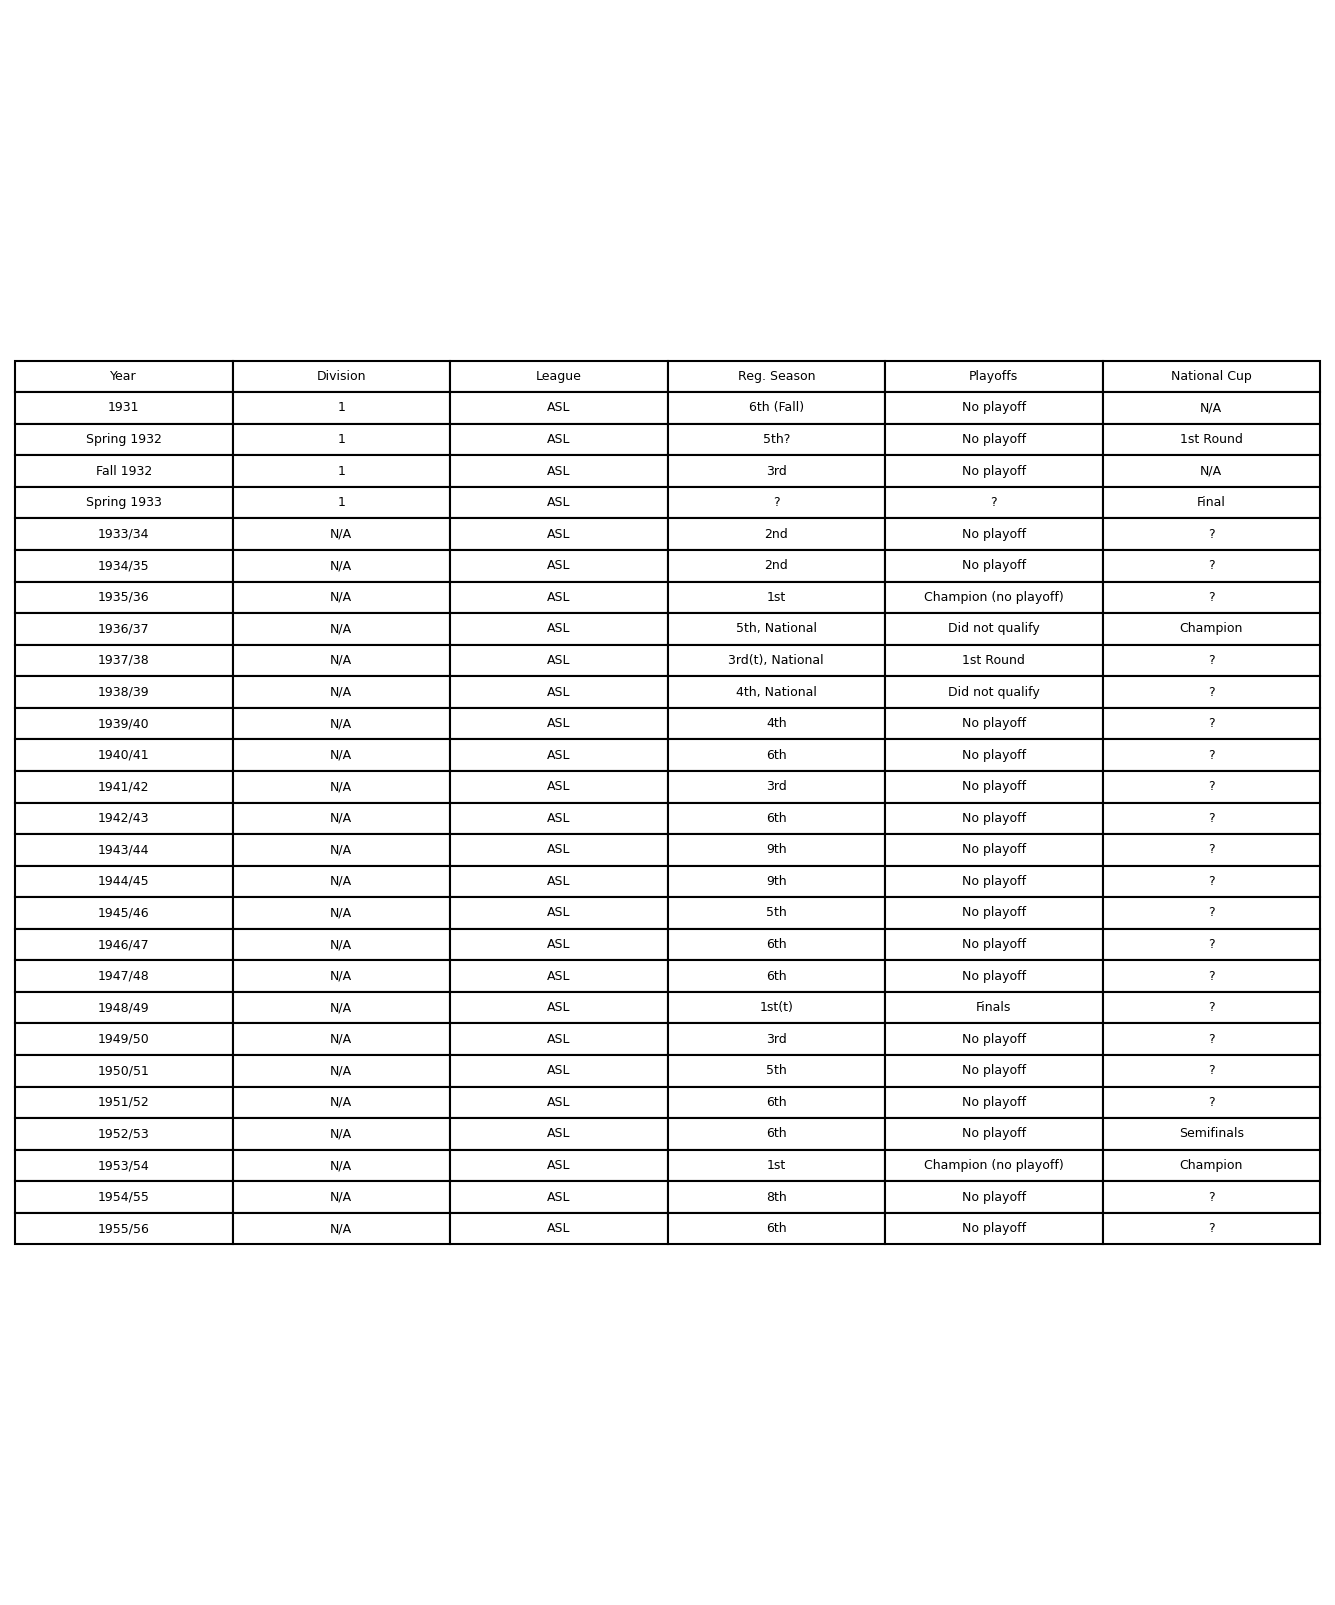 Year Division League Reg. Season Playoffs National Cup
1931 1 ASL 6th (Fall) No playoff N/A
Spring 1932 1 ASL 5th? No playoff 1st Round
Fall 1932 1 ASL 3rd No playoff N/A
Spring 1933 1 ASL ? ? Final
1933/34 N/A ASL 2nd No playoff ?
1934/35 N/A ASL 2nd No playoff ?
1935/36 N/A ASL 1st Champion (no playoff) ?
1936/37 N/A ASL 5th, National Did not qualify Champion
1937/38 N/A ASL 3rd(t), National 1st Round ?
1938/39 N/A ASL 4th, National Did not qualify ?
1939/40 N/A ASL 4th No playoff ?
1940/41 N/A ASL 6th No playoff ?
1941/42 N/A ASL 3rd No playoff ?
1942/43 N/A ASL 6th No playoff ?
1943/44 N/A ASL 9th No playoff ?
1944/45 N/A ASL 9th No playoff ?
1945/46 N/A ASL 5th No playoff ?
1946/47 N/A ASL 6th No playoff ?
1947/48 N/A ASL 6th No playoff ?
1948/49 N/A ASL 1st(t) Finals ?
1949/50 N/A ASL 3rd No playoff ?
1950/51 N/A ASL 5th No playoff ?
1951/52 N/A ASL 6th No playoff ?
1952/53 N/A ASL 6th No playoff Semifinals
1953/54 N/A ASL 1st Champion (no playoff) Champion
1954/55 N/A ASL 8th No playoff ?
1955/56 N/A ASL 6th No playoff ?